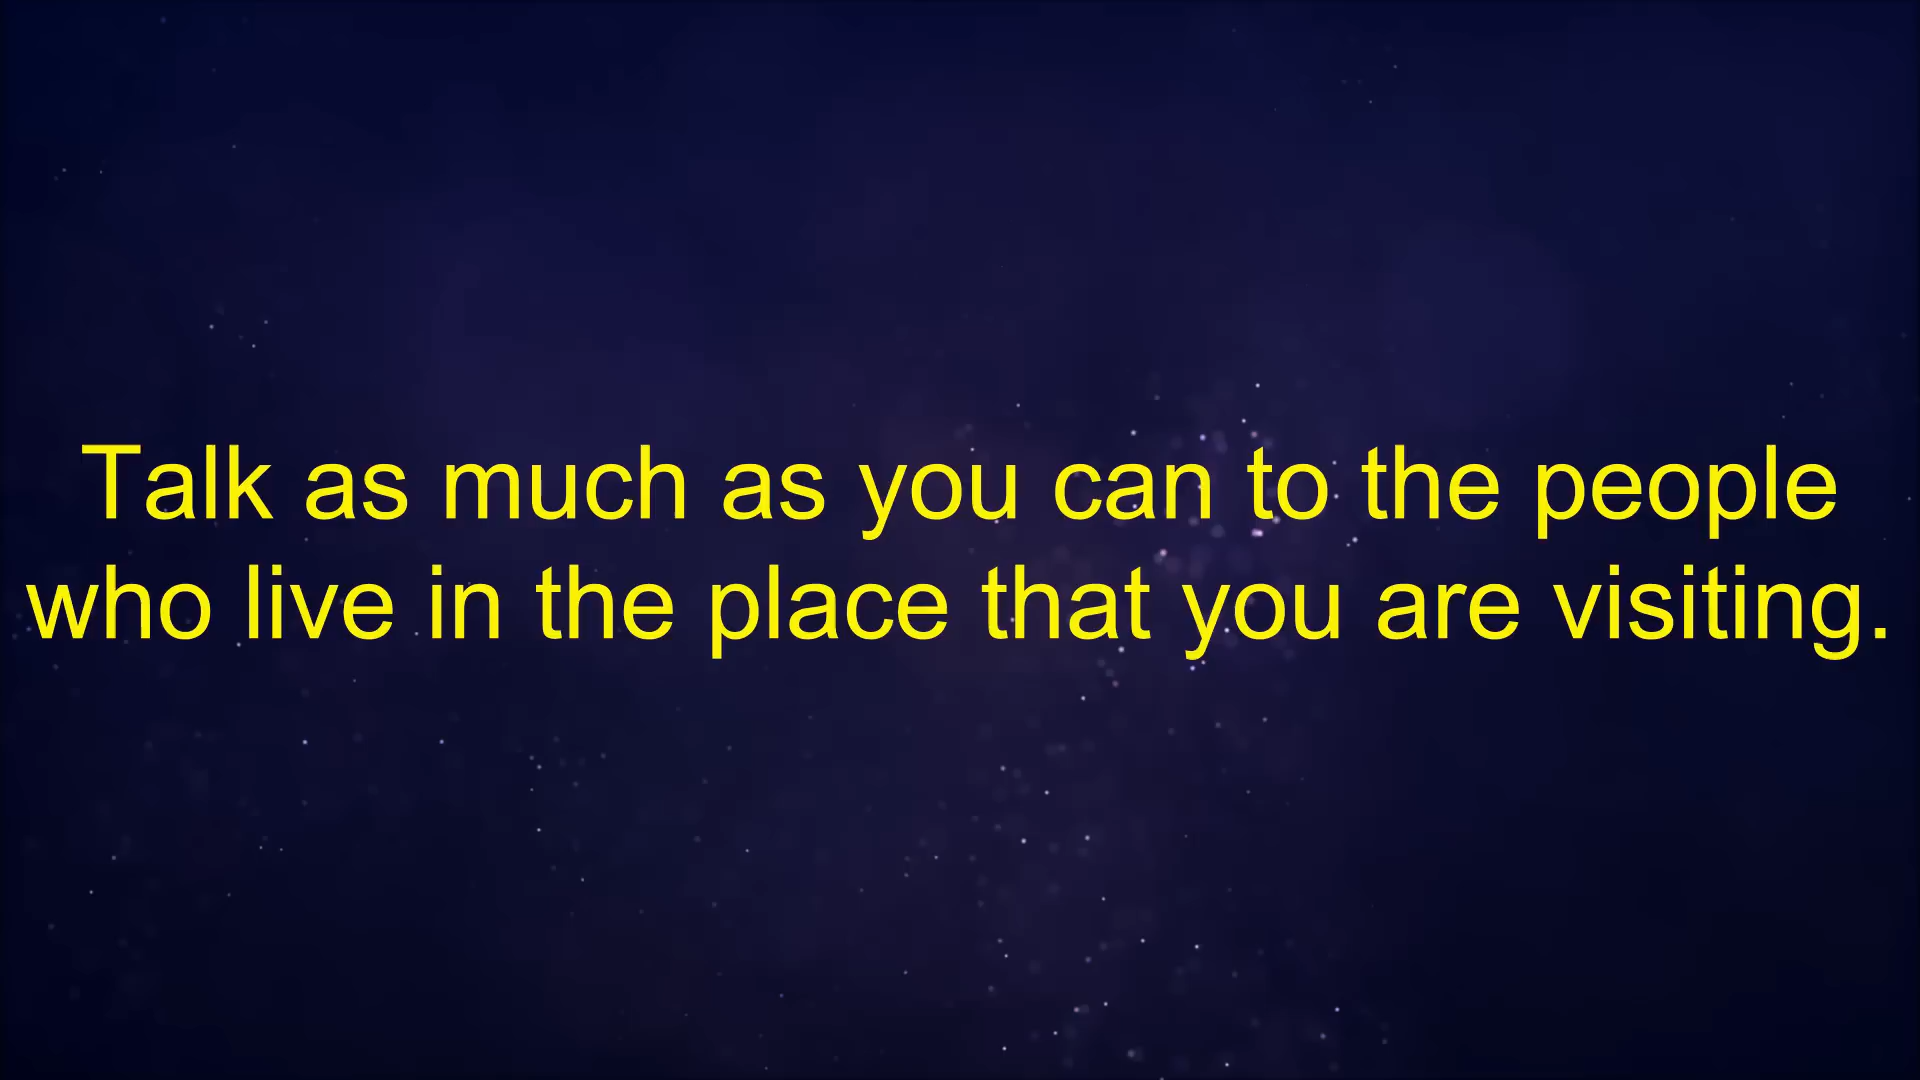 Talk as much as you can to the people
who live in the place that you are visiting.